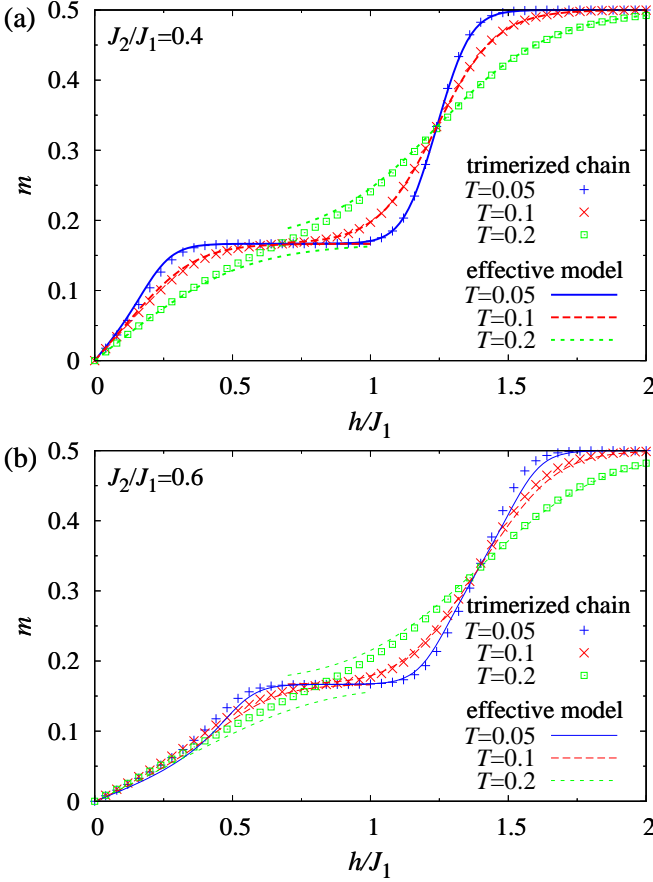 (a)
J2/J1=0.4
0.5
0.4
0.3
0.2
0.1
0
m
trimerized chain
T=0.05
T=0.1
T=0.2
effective model
T=0.05
T=0.1
T=0.2
0 0.5 1 1.5 2
h/J1
(b)
J2/J1=0.6
0.5
0.4
0.3
0.2
0.1
0
m
trimerized chain
T=0.05
T=0.1
T=0.2
effective model
T=0.05
T=0.1
T=0.2
0 0.5 1 1.5 2
h/J1